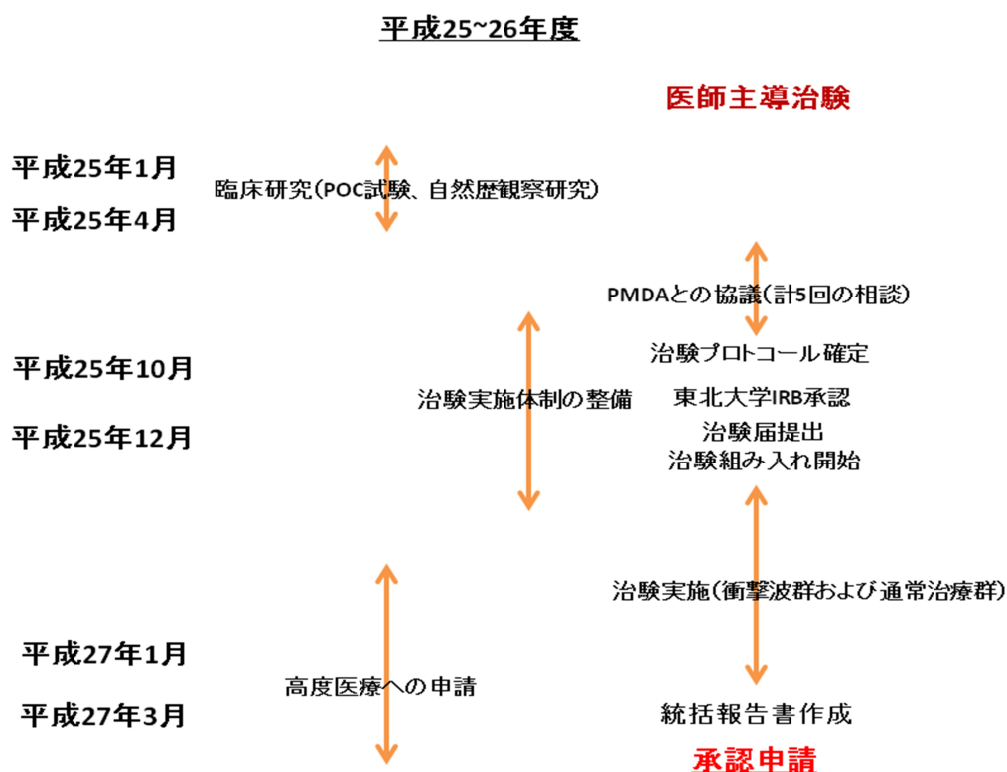 平成25~26年度
医師主導治験
平成25年1月
臨床研究(POC試験、自然歴観察研究)
平成25年4月
PMDAとの協議(計5回の相談)
治験プロトコール確定
平成25年10月
治験実施体制の整備
東北大学IRB承認
平成25年12月
治験届提出
治験組み入れ開始
治験実施(衝撃波群および通常治療群)
平成27年1月
高度医療への申請
平成27年3月
統括報告書作成
承認申請